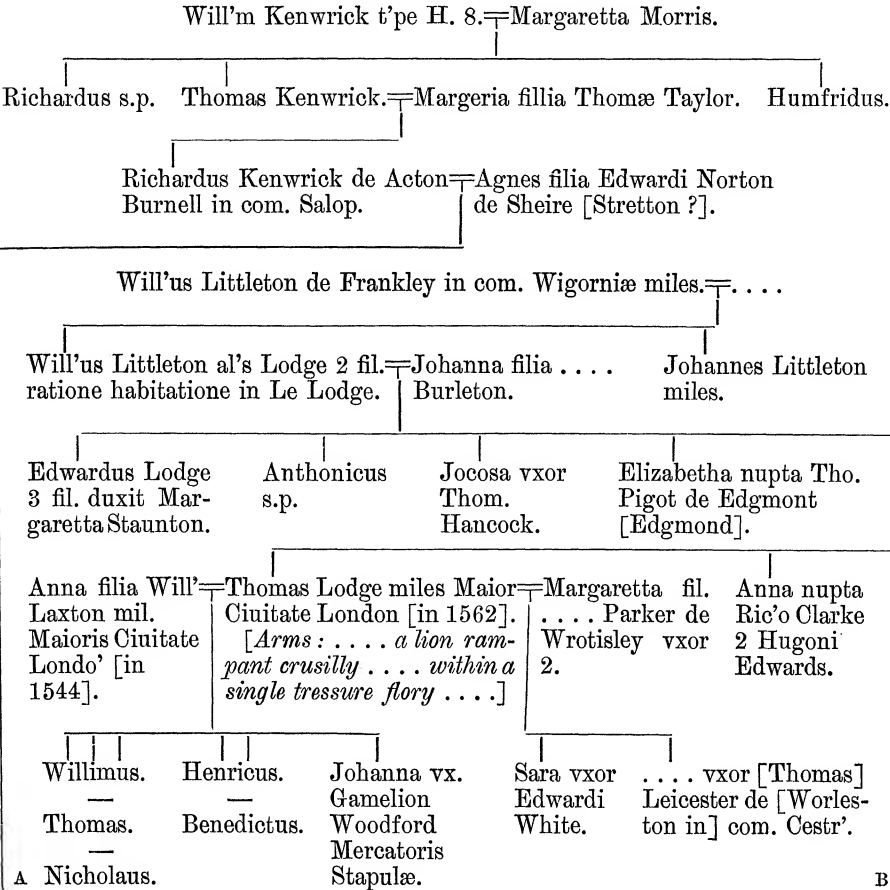 Will'm Kenwrick t'pe H. 8.=Margaretta Morris.
Richardus s.p. Thomas Kenwrick.=Margeria fillia Thomæ Taylor. Humfridus.
Richardus Kenwrick de Acton=Agnes filia Edwardi Norton
Burnell in com. Salop. de Sheire [Stretton ?].
Will'us Littleton de Frankley in com. Wigorniæ miles.=. . . .
Will'us Littleton al's Lodge 2 fil.=Johanna filia . . . .
ratione habitatione in Le Lodge. Burleton.
Johannes Littleton
miles.
Edwardus Lodge
3 fil. duxit Mar-
garetta Staunton.
Anthonicus
s.p.
Jocosa vxor
Thom.
Hancock.
Elizabetha nupta Tho.
Pigot de Edgmont
[Edgmond].
Anna filia Will'=
Laxton mil.
Maioris Ciuitate
Londo' [in
1544].
Thomas Lodge miles Maior=
Ciuitate London [in 1562].
[Arms : . . . . a lion ram-
pant crusilly . . . . within a
single tressure flory . . . .]
Margaretta fil.
. . . . Parker de
Wrotisley vxor
2.
Anna nupta
Ric'o Clarke
2 Hugoni
Edwards.
Willimus.
—
Thomas.
—
Nicholaus.
Henricus.
—
Benedictus.
Johanna vx.
Gamelion
Woodford
Mercatoris
Stapulæ.
Sara vxor
Edwardi
White.
. . . . vxor [Thomas]
Leicester de [Worles-
ton in] com. Cestr'.
A B